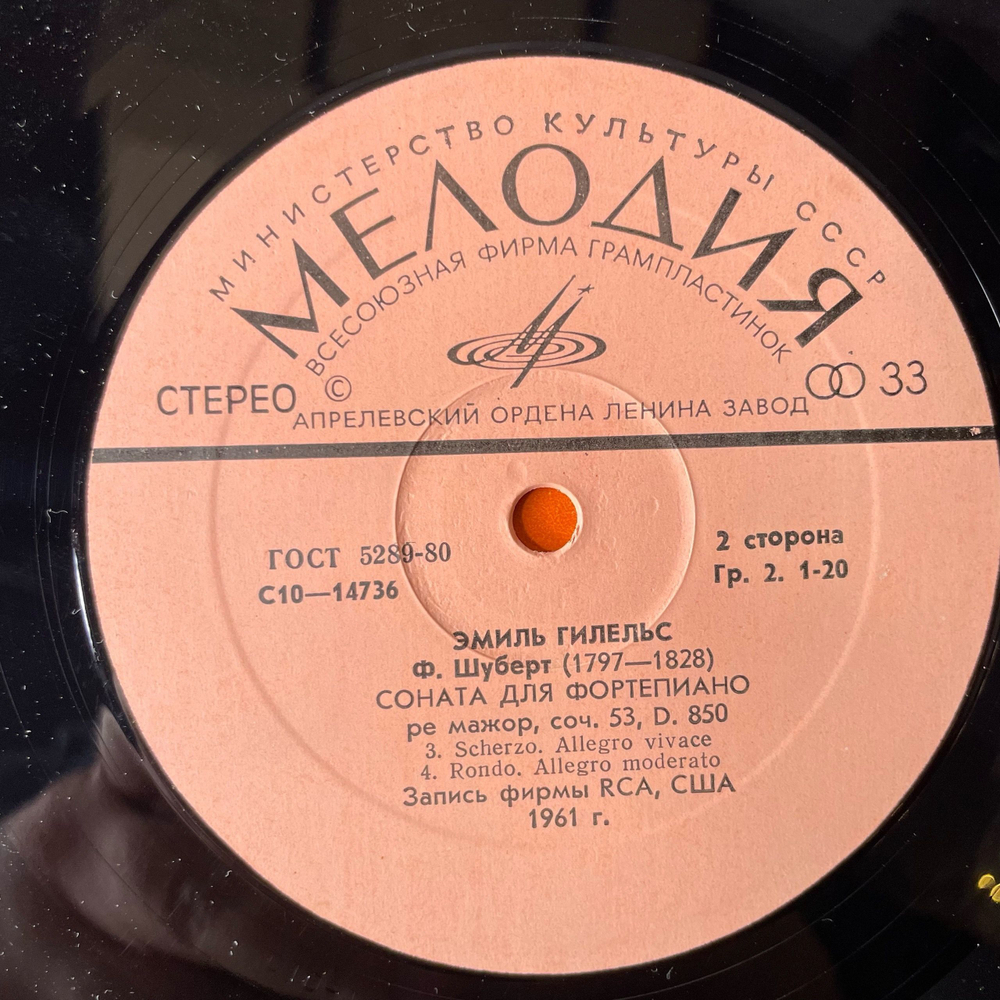 МИНИСТЕРСТВО КУЛЬТУРЫ СССР
МЕЛОДИЯ
ВСЕСОЮЗНАЯ ФИРМА ГРАМПЛАСТИНОК
СТЕРЕО
©
33
АПРЕЛЕВСКИЙ ОРДЕНА ЛЕНИНА ЗАВОД
ГОСТ 5289-80
С10—14736
2 сторона
Гр. 2. 1-20
ЭМИЛЬ ГИЛЕЛЬС
Ф. Шуберт (1797—1828)
СОНАТА ДЛЯ ФОРТЕПИАНО
ре мажор, соч. 53, D. 850
3. Scherzo. Allegro vivace
4. Rondo. Allegro moderato
Запись фирмы RCA, США
1961 г.